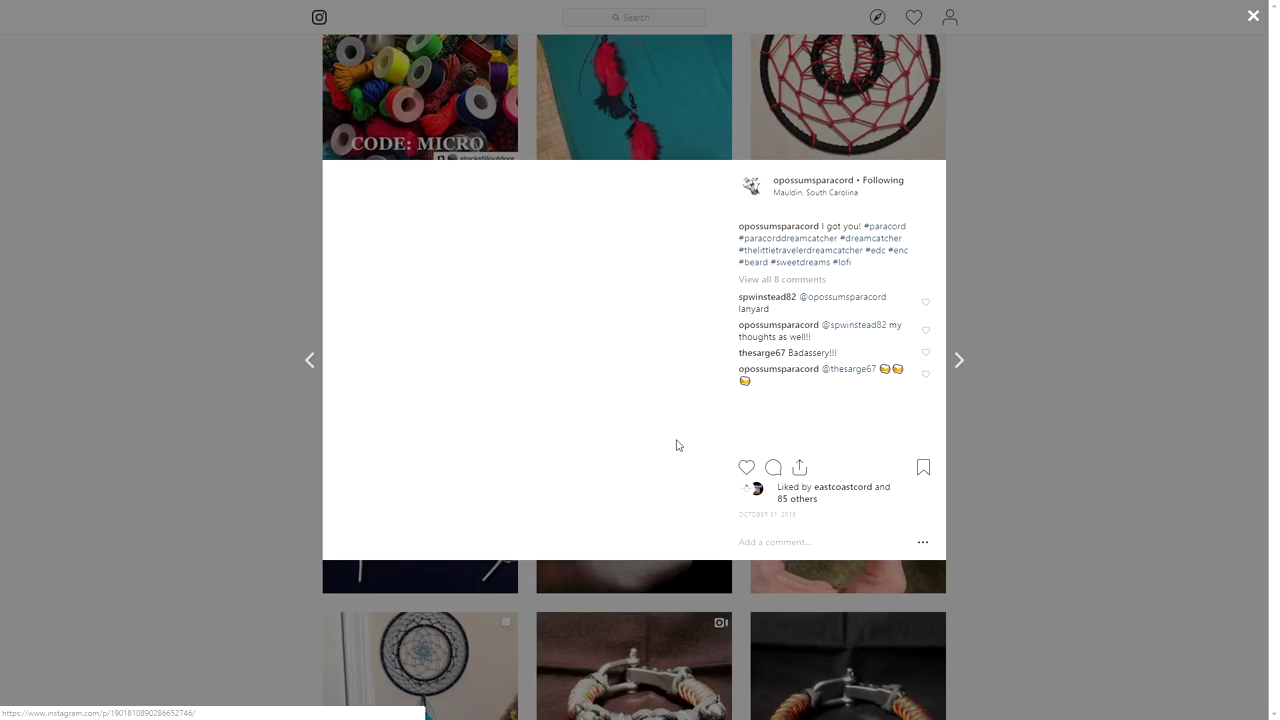 Search
CODE: MICRO
stockstilloutdoor
opossumsparacord • Following
Mauldin, South Carolina
opossumsparacord I got you! #paracord
#paracorddreamcatcher #dreamcatcher
#thelittletravelerdreamcatcher #edc #enc
#beard #sweetdreams #lofi
View all 8 comments
spwinstead82 @opossumsparacord
lanyard
opossumsparacord @spwinstead82 my
thoughts as well!!!
thesarge67 Badassery!!!
opossumsparacord @thesarge67 🍻🍻
🍻
Liked by eastcoastcord and
85 others
OCTOBER 31, 2018
Add a comment...
https://www.instagram.com/p/1901810890286652746/